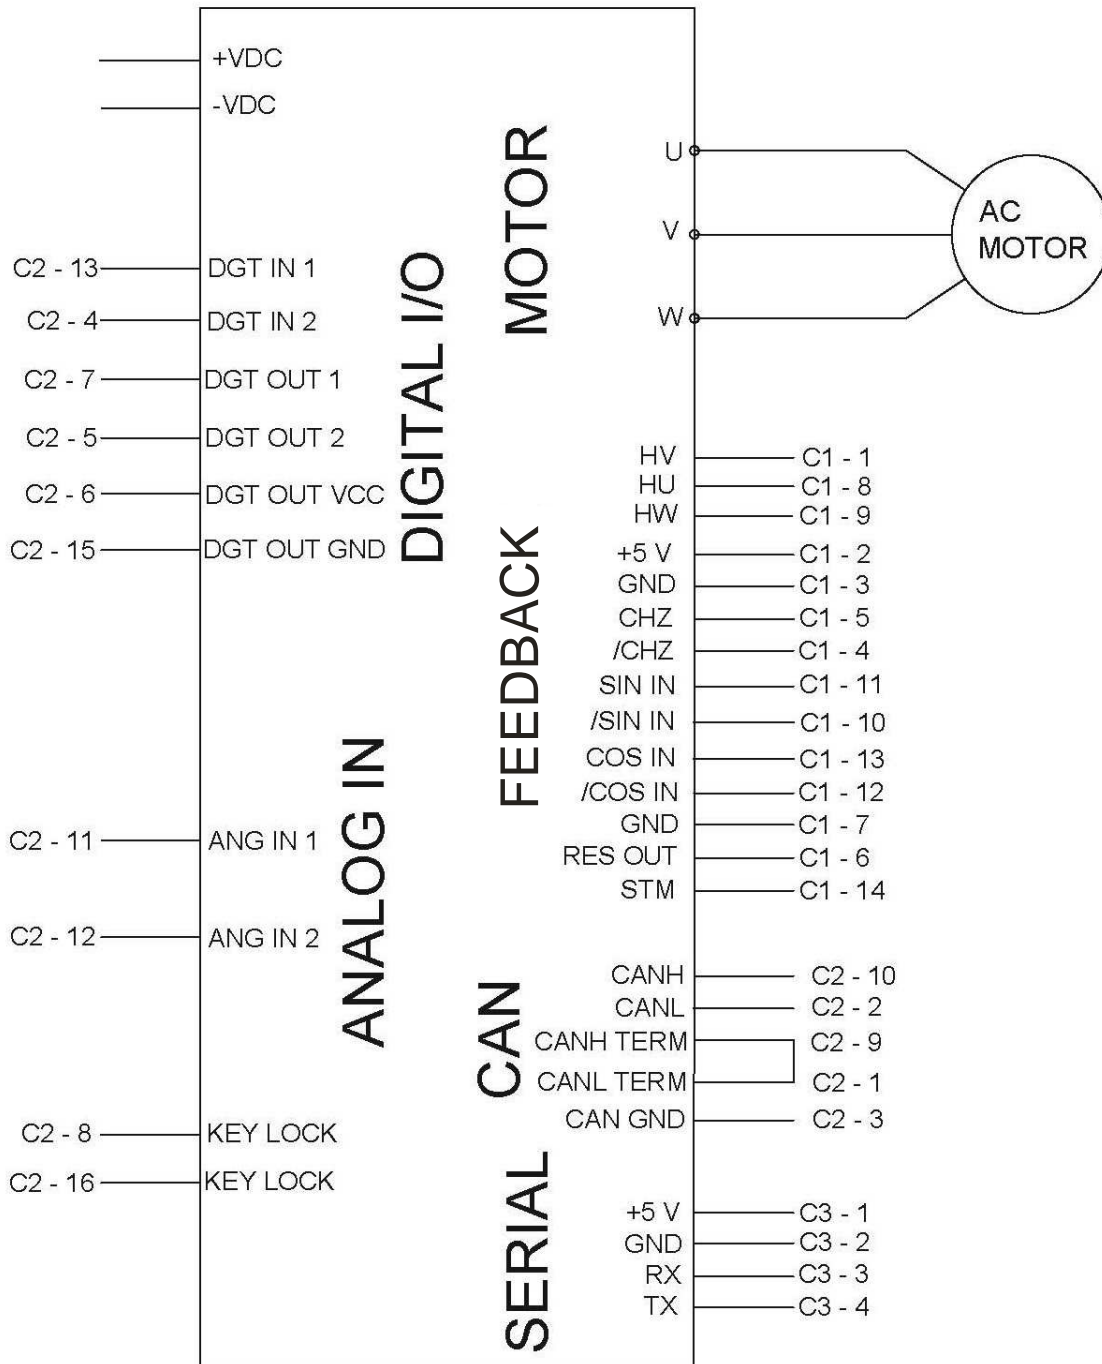 +VDC
-VDC
MOTOR
U
V
W
AC
MOTOR
DIGITAL I/O
C2 - 13 DGT IN 1
C2 - 4 DGT IN 2
C2 - 7 DGT OUT 1
C2 - 5 DGT OUT 2
C2 - 6 DGT OUT VCC
C2 - 15 DGT OUT GND
FEEDBACK
HV C1 - 1
HU C1 - 8
HW C1 - 9
+5 V C1 - 2
GND C1 - 3
CHZ C1 - 5
/CHZ C1 - 4
SIN IN C1 - 11
/SIN IN C1 - 10
COS IN C1 - 13
/COS IN C1 - 12
GND C1 - 7
RES OUT C1 - 6
STM C1 - 14
ANALOG IN
C2 - 11 ANG IN 1
C2 - 12 ANG IN 2
CAN
CANH C2 - 10
CANL C2 - 2
CANH TERM C2 - 9
CANL TERM C2 - 1
CAN GND C2 - 3
C2 - 8 KEY LOCK
C2 - 16 KEY LOCK
SERIAL
+5 V C3 - 1
GND C3 - 2
RX C3 - 3
TX C3 - 4